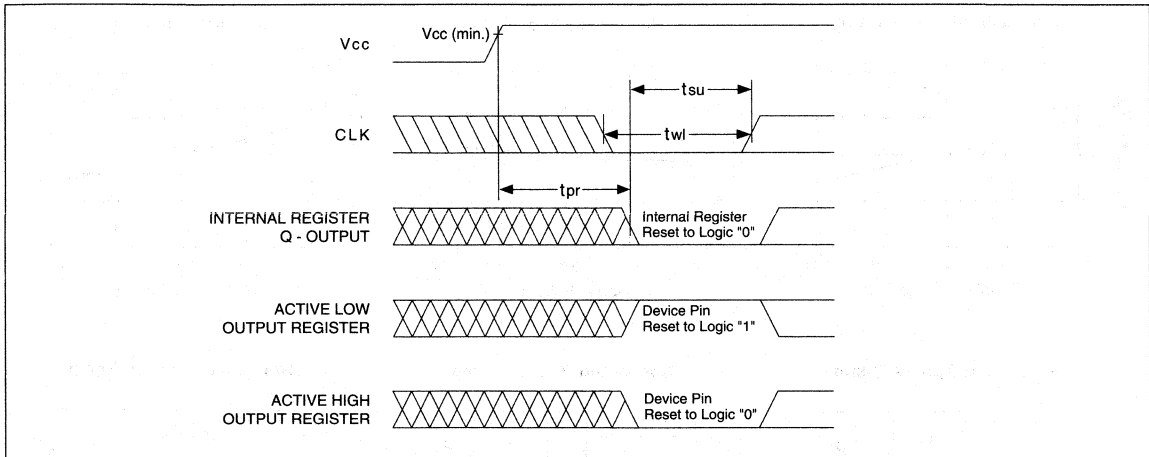 Vcc
Vcc (min.)
tsu
CLK
twl
tpr
INTERNAL REGISTER
Q - OUTPUT
Internal Register
Reset to Logic "0"
ACTIVE LOW
OUTPUT REGISTER
Device Pin
Reset to Logic "1"
ACTIVE HIGH
OUTPUT REGISTER
Device Pin
Reset to Logic "0"